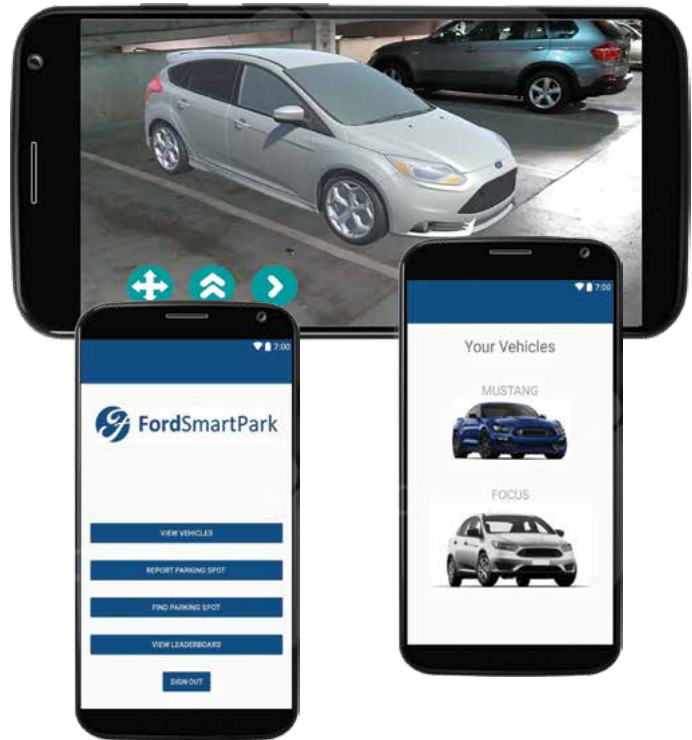 7:00
Your Vehicles
MUSTANG
FOCUS
7:00
FordSmartPark
VIEW VEHICLES
REPORT PARKING SPOT
FIND PARKING SPOT
VIEW LEADERBOARD
SIGN OUT